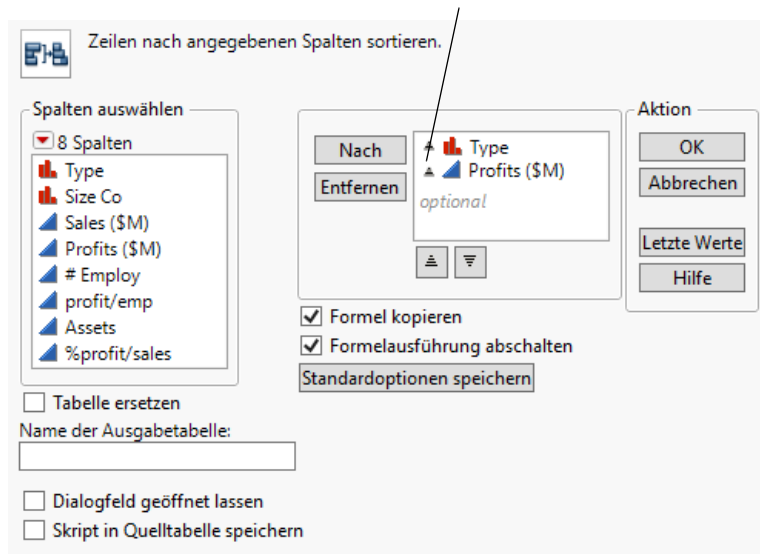 Zeilen nach angegebenen Spalten sortieren.
Spalten auswählen
8 Spalten
Type
Size Co
Sales ($M)
Profits ($M)
# Employ
profit/emp
Assets
%profit/sales
Nach
Entfernen
Type
Profits ($M)
optional
Aktion
OK
Abbrechen
Letzte Werte
Hilfe
Formel kopieren
Formelausführung abschalten
Standardoptionen speichern
Tabelle ersetzen
Name der Ausgabetabelle:
Dialogfeld geöffnet lassen
Skript in Quelltabelle speichern